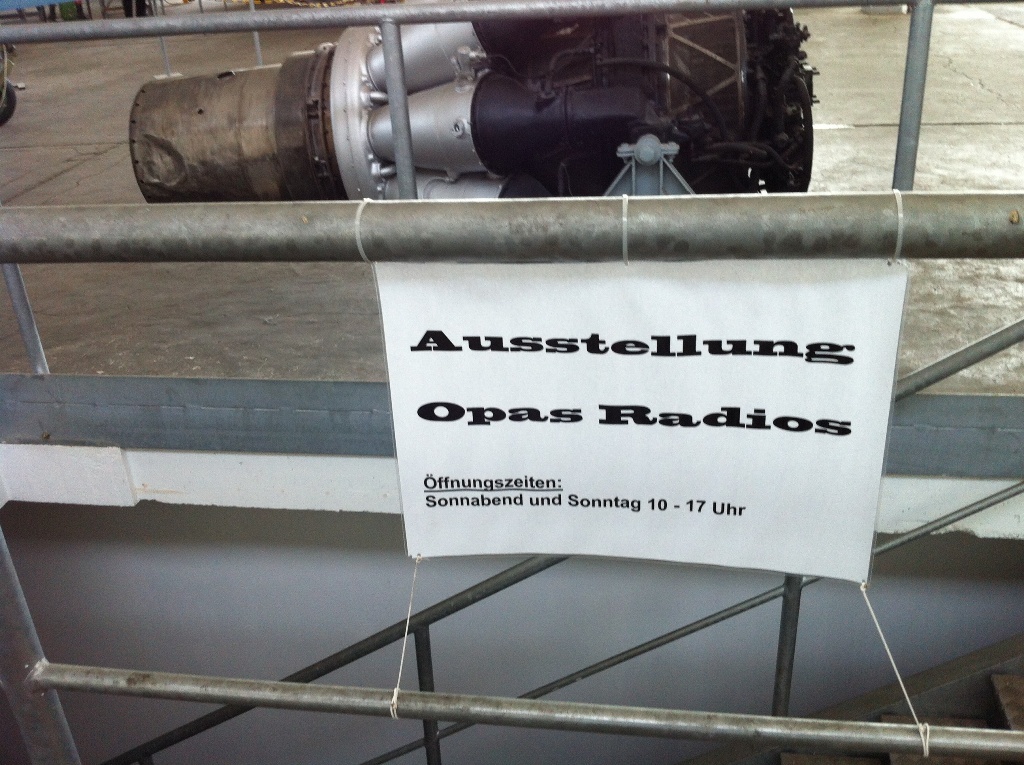 Ausstellung
Opas Radios
Öffnungszeiten:
Sonnabend und Sonntag 10 - 17 Uhr